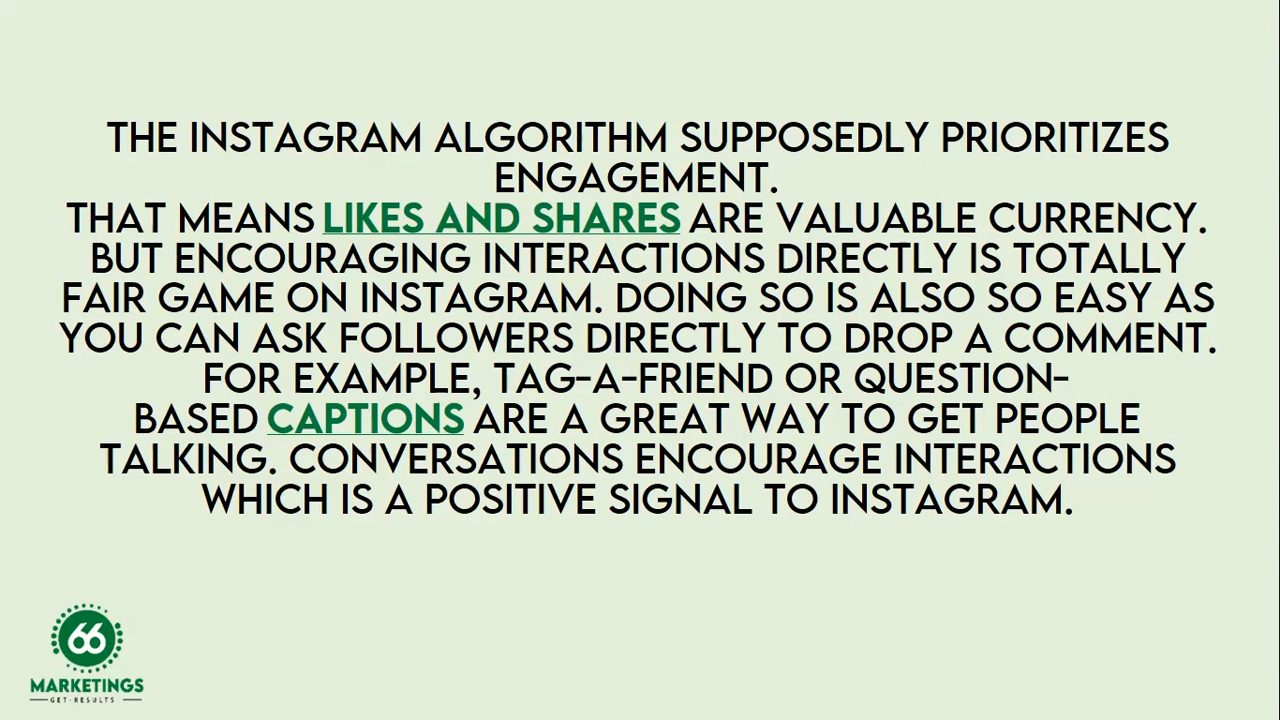 THE INSTAGRAM ALGORITHM SUPPOSEDLY PRIORITIZES
ENGAGEMENT.
THAT MEANS LIKES AND SHARES ARE VALUABLE CURRENCY.
BUT ENCOURAGING INTERACTIONS DIRECTLY IS TOTALLY
FAIR GAME ON INSTAGRAM. DOING SO IS ALSO SO EASY AS
YOU CAN ASK FOLLOWERS DIRECTLY TO DROP A COMMENT.
FOR EXAMPLE, TAG-A-FRIEND OR QUESTION-
BASED CAPTIONS ARE A GREAT WAY TO GET PEOPLE
TALKING. CONVERSATIONS ENCOURAGE INTERACTIONS
WHICH IS A POSITIVE SIGNAL TO INSTAGRAM.
66
MARKETINGS
GET-RESULTS